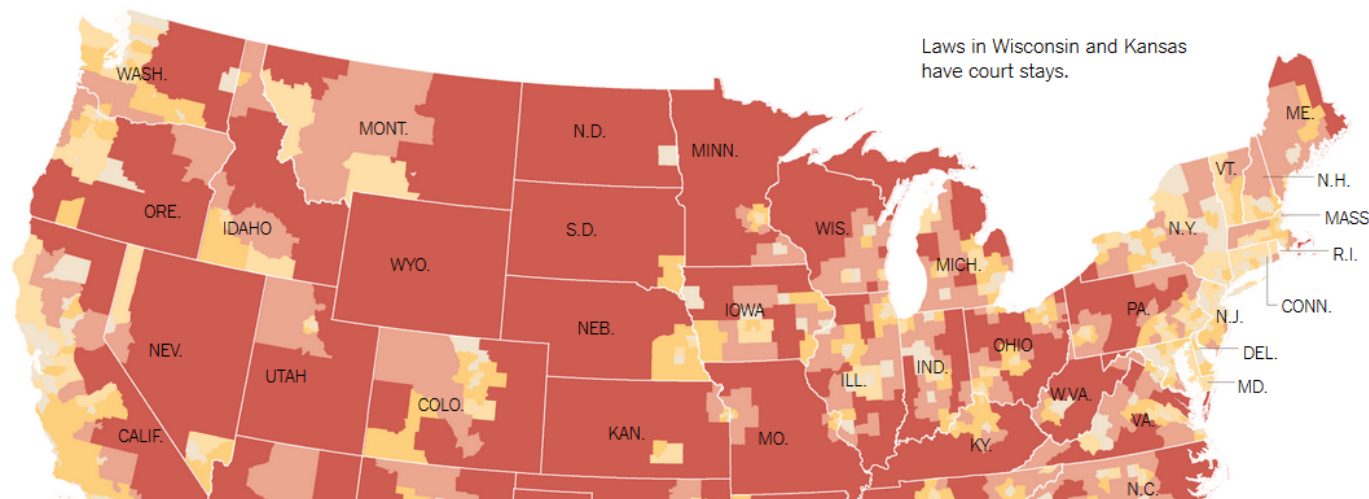 Laws in Wisconsin and Kansas
have court stays.
WASH.
MONT.
N.D.
MINN.
ME.
VT.
N.H.
ORE.
IDAHO
S.D.
WIS.
N.Y.
MASS
R.I.
WYO.
MICH.
CONN.
NEB.
IOWA
PA.
N.J.
NEV.
UTAH
COLO.
ILL.
IND.
OHIO
DEL.
MD.
W.VA.
VA.
CALIF.
KAN.
MO.
KY.
N.C.